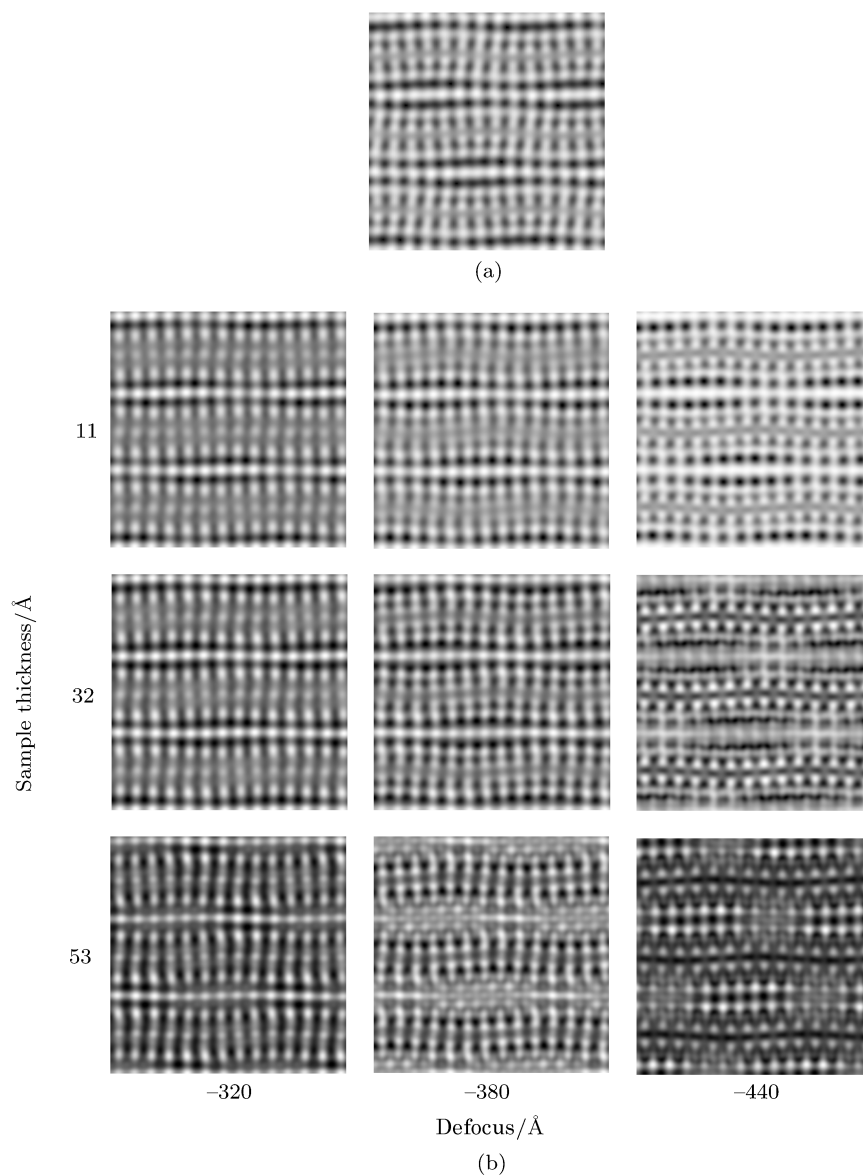 (a)
11
32
53
Sample thickness/Å
–320
–380
–440
Defocus/Å
(b)